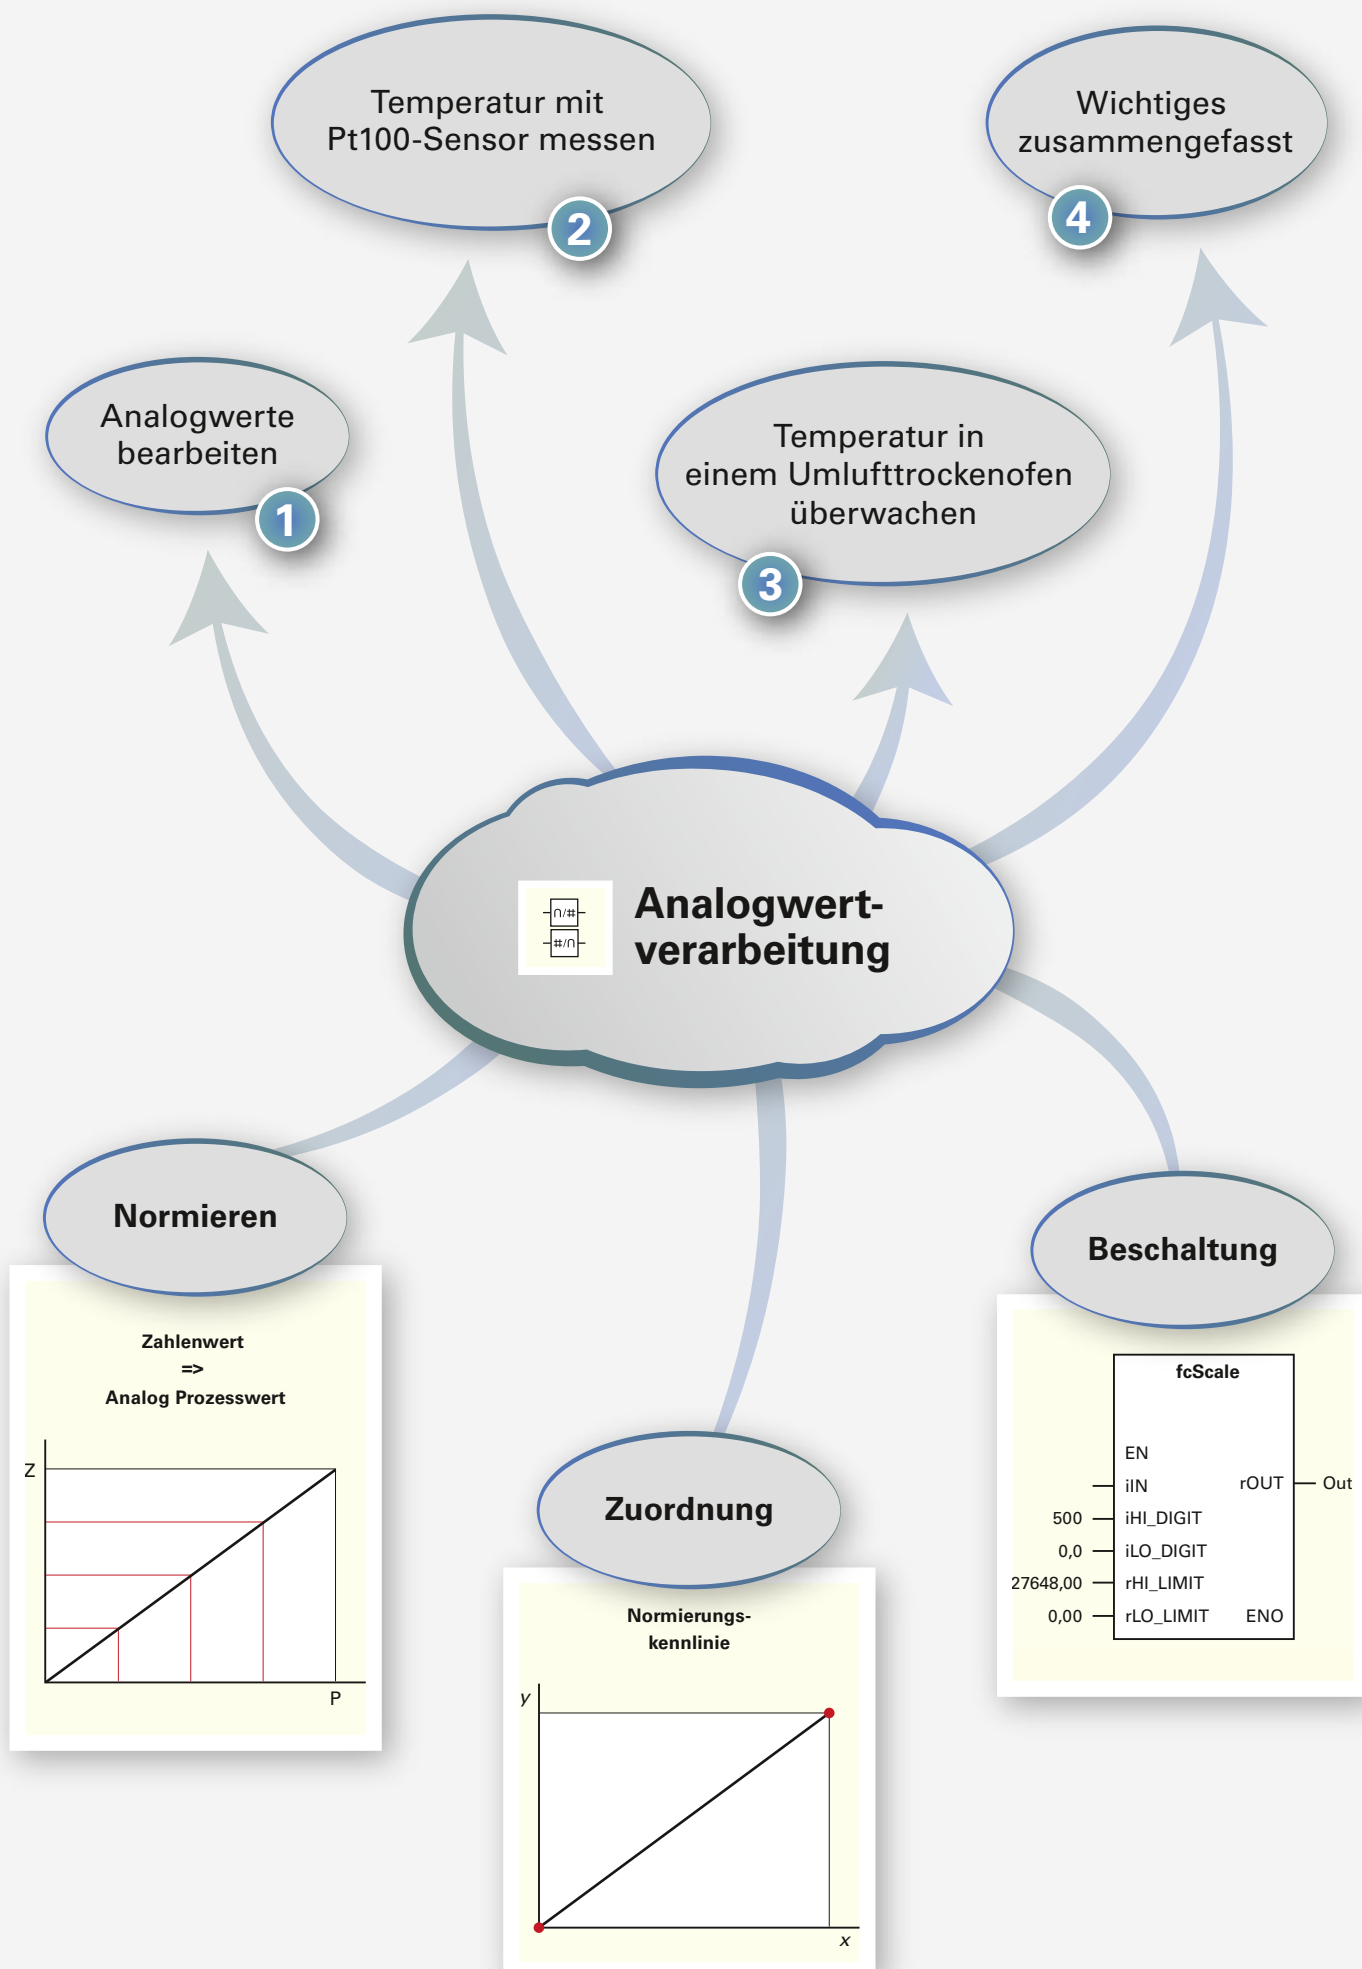 Temperatur mit
Pt100-Sensor messen
2
Wichtiges
zusammengefasst
4
Analogwerte
bearbeiten
1
Temperatur in
einem Umlufttrockenofen
überwachen
3
∩/#
#/∩
Analogwert-
verarbeitung
Normieren
Zahlenwert
=>
Analog Prozesswert
Z
P
Zuordnung
Normierungs-
kennlinie
y
x
Beschaltung
fcScale
EN
iIN rOUT Out
500 iHI_DIGIT
0,0 iLO_DIGIT
27648,00 rHI_LIMIT
0,00 rLO_LIMIT ENO